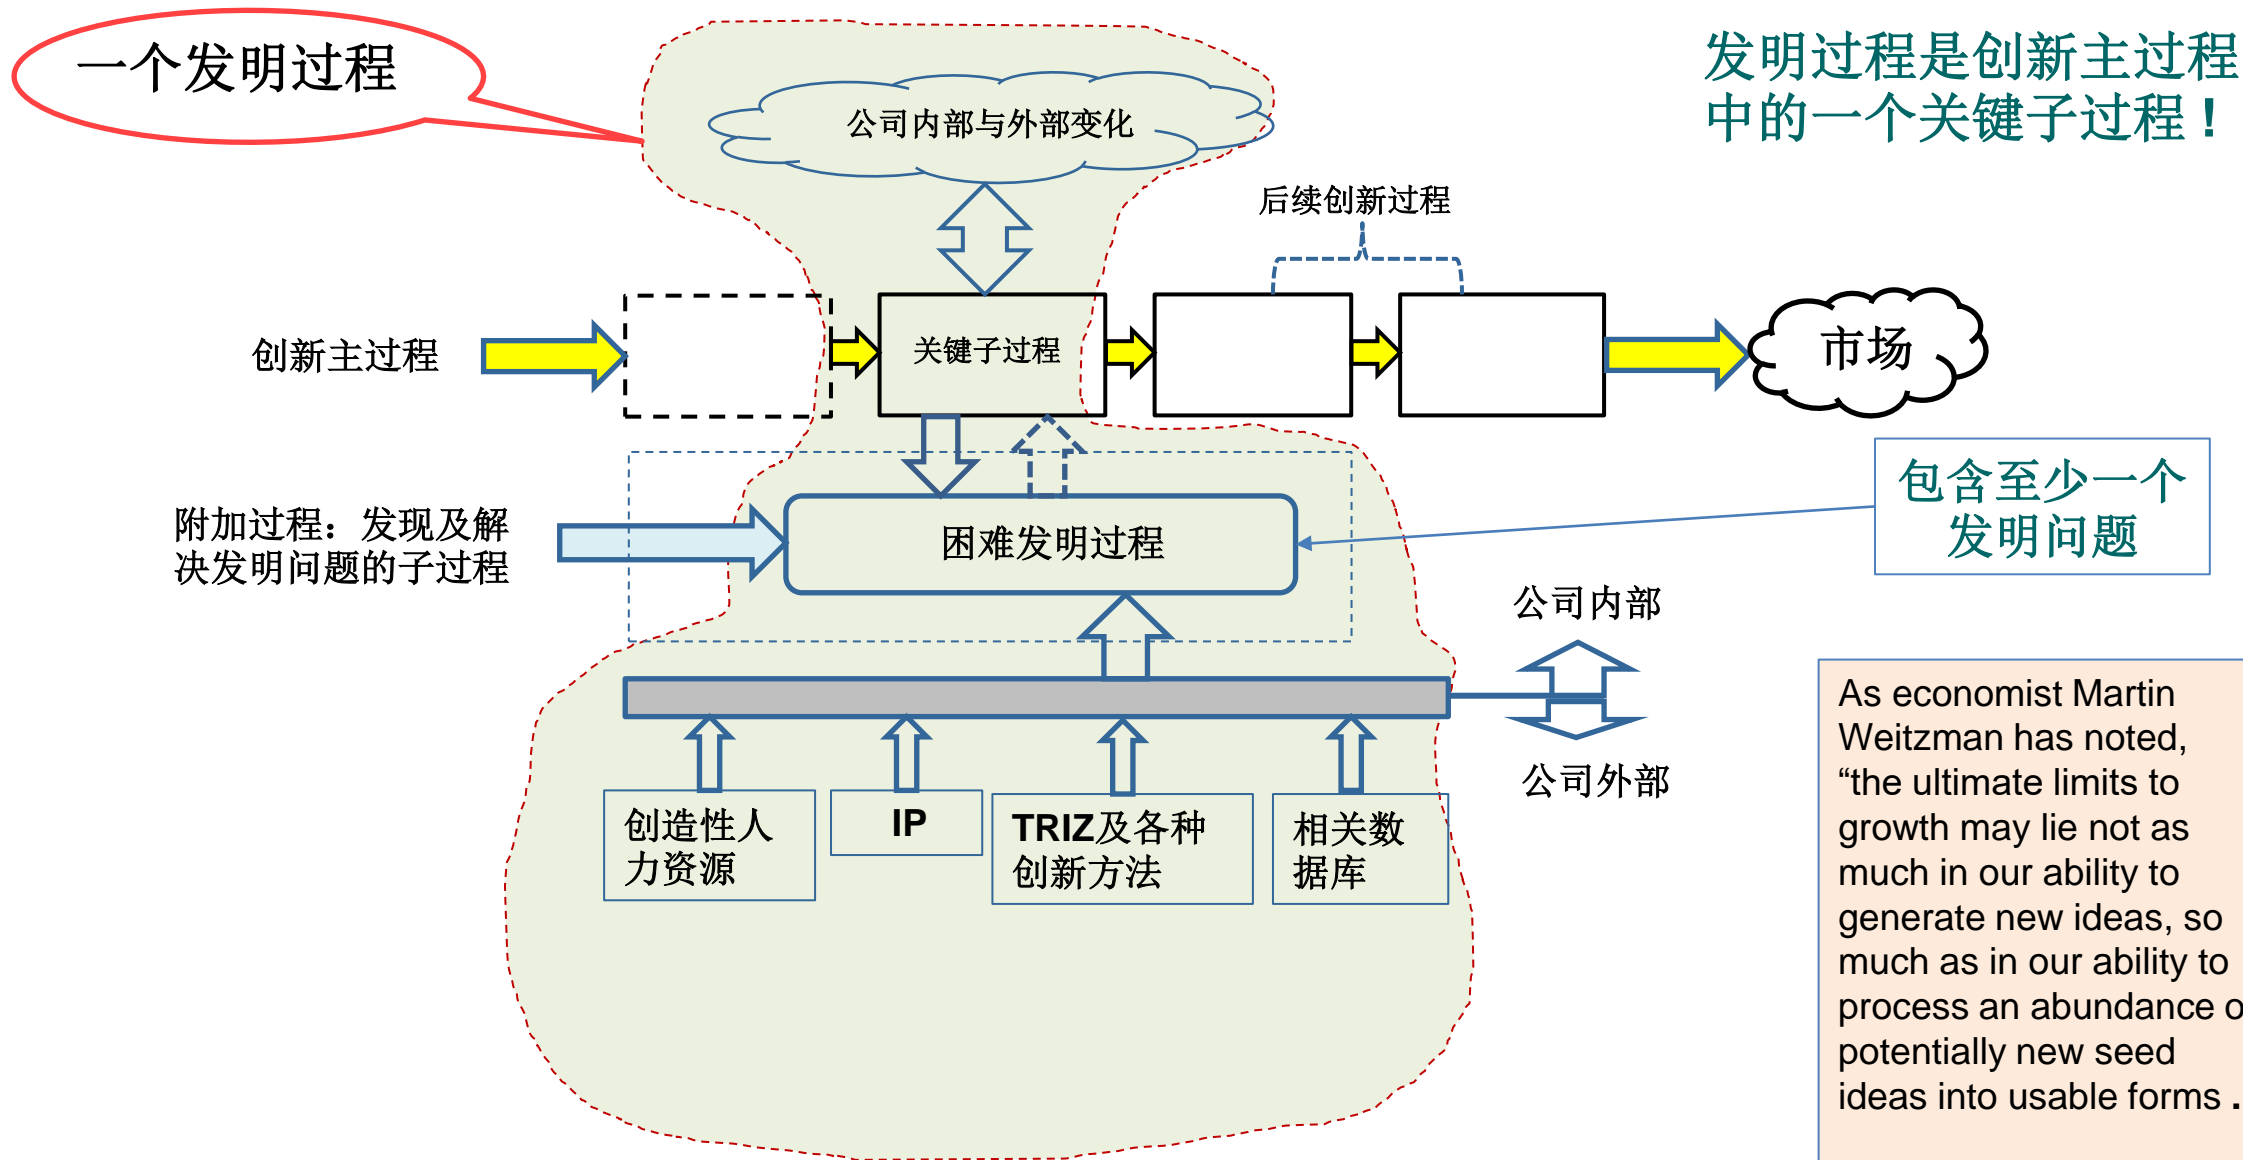 一个发明过程
发明过程是创新主过程
中的一个关键子过程！
公司内部与外部变化
后续创新过程
创新主过程
关键子过程
市场
附加过程：发现及解
决发明问题的子过程
困难发明过程
包含至少一个
发明问题
公司内部
公司外部
创造性人
力资源
IP
TRIZ及各种
创新方法
相关数
据库
As economist Martin
Weitzman has noted,
“the ultimate limits to
growth may lie not as
much in our ability to
generate new ideas, so
much as in our ability to
process an abundance o
potentially new seed
ideas into usable forms .